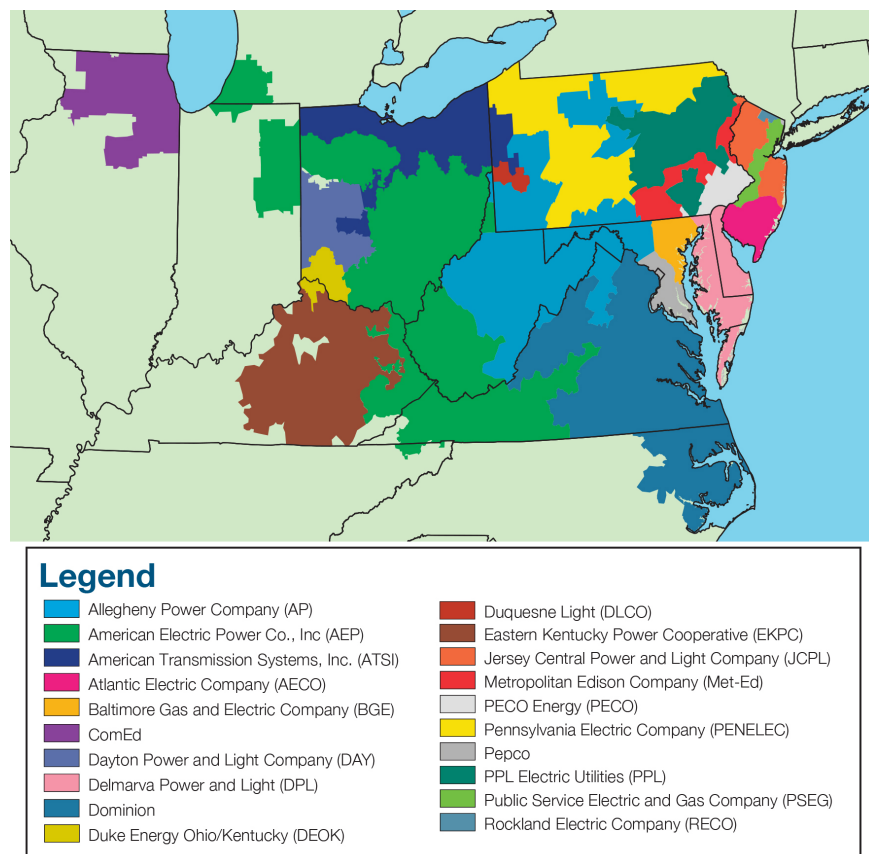 Legend
Allegheny Power Company (AP)
American Electric Power Co., Inc (AEP)
American Transmission Systems, Inc. (ATSI)
Atlantic Electric Company (AECO)
Baltimore Gas and Electric Company (BGE)
ComEd
Dayton Power and Light Company (DAY)
Delmarva Power and Light (DPL)
Dominion
Duke Energy Ohio/Kentucky (DEOK)
Duquesne Light (DLCO)
Eastern Kentucky Power Cooperative (EKPC)
Jersey Central Power and Light Company (JCPL)
Metropolitan Edison Company (Met-Ed)
PECO Energy (PECO)
Pennsylvania Electric Company (PENELEC)
Pepco
PPL Electric Utilities (PPL)
Public Service Electric and Gas Company (PSEG)
Rockland Electric Company (RECO)